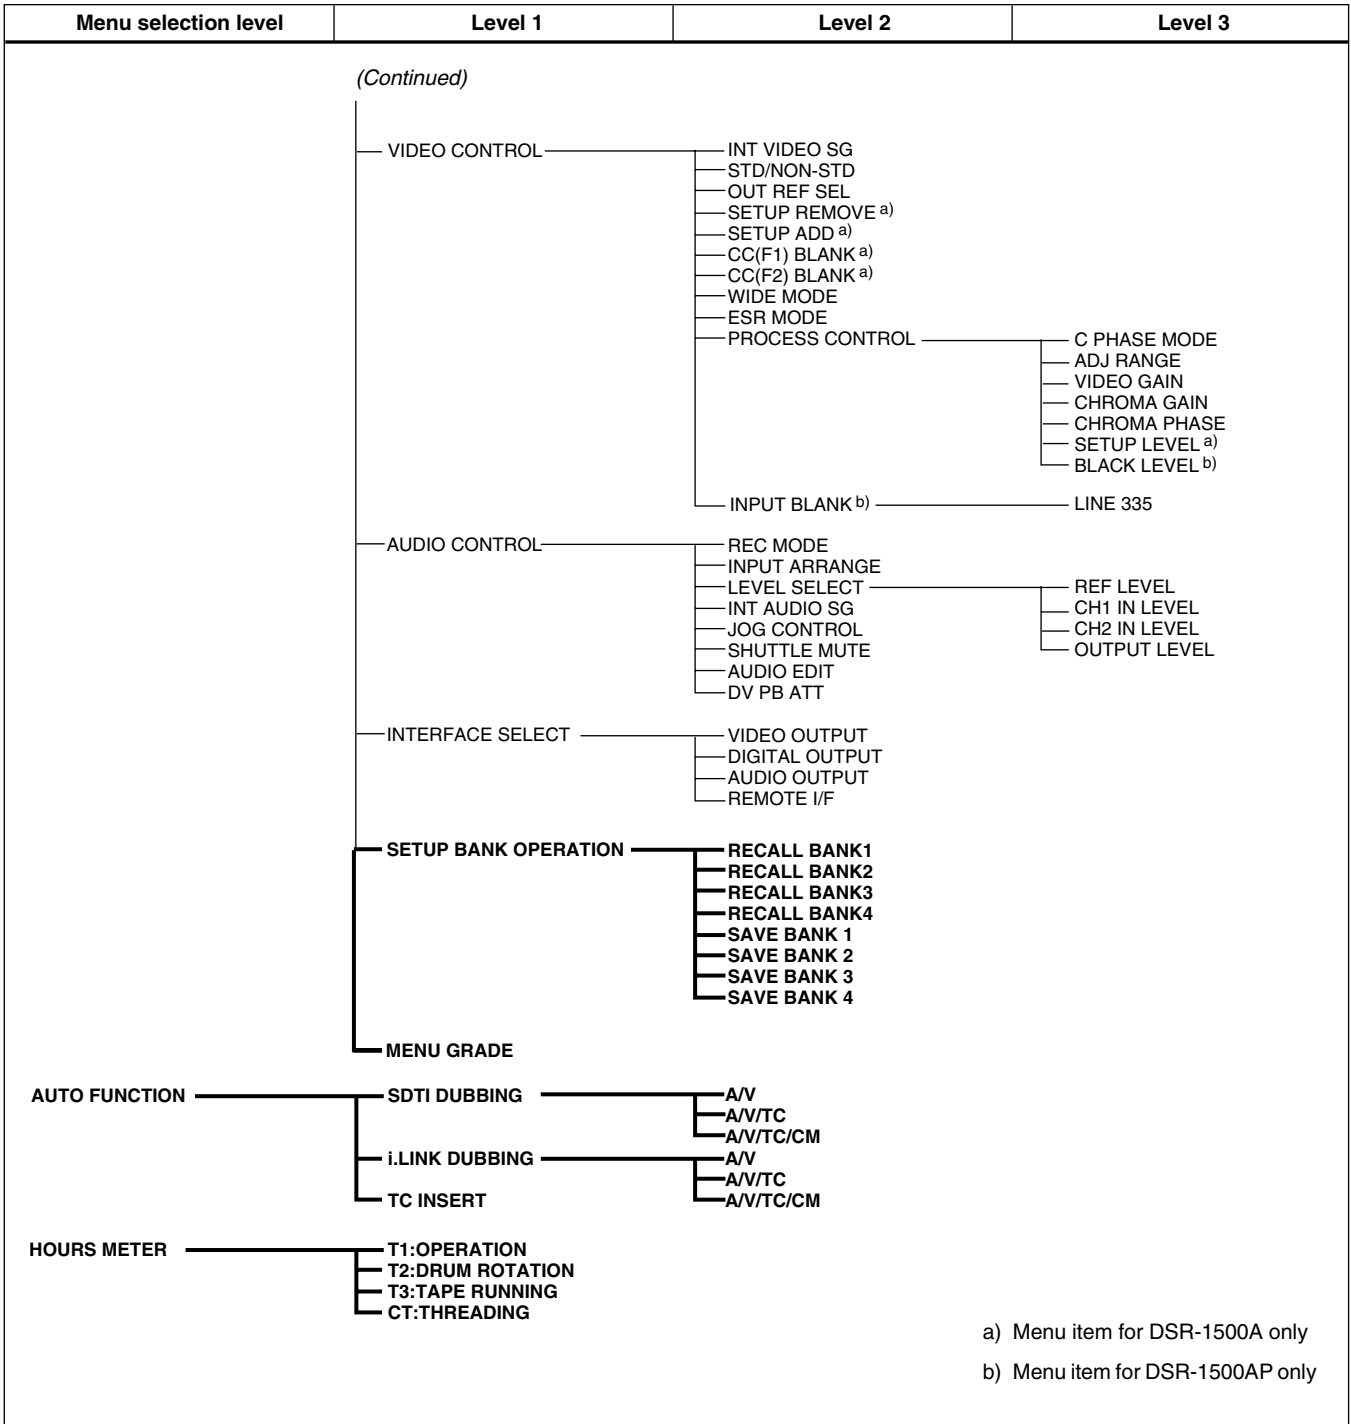 Menu selection level Level 1 Level 2 Level 3
(Continued)
VIDEO CONTROL INT VIDEO SG
STD/NON-STD
OUT REF SEL
SETUP REMOVE a)
SETUP ADD a)
CC(F1) BLANK a)
CC(F2) BLANK a)
WIDE MODE
ESR MODE
PROCESS CONTROL C PHASE MODE
ADJ RANGE
VIDEO GAIN
CHROMA GAIN
CHROMA PHASE
SETUP LEVEL a)
BLACK LEVEL b)
INPUT BLANK b) LINE 335
AUDIO CONTROL REC MODE
INPUT ARRANGE
LEVEL SELECT REF LEVEL
INT AUDIO SG CH1 IN LEVEL
JOG CONTROL CH2 IN LEVEL
SHUTTLE MUTE OUTPUT LEVEL
AUDIO EDIT
DV PB ATT
INTERFACE SELECT VIDEO OUTPUT
DIGITAL OUTPUT
AUDIO OUTPUT
REMOTE I/F
SETUP BANK OPERATION RECALL BANK1
RECALL BANK2
RECALL BANK3
RECALL BANK4
SAVE BANK 1
SAVE BANK 2
SAVE BANK 3
SAVE BANK 4
MENU GRADE
AUTO FUNCTION SDTI DUBBING A/V
A/V/TC
A/V/TC/CM
i.LINK DUBBING A/V
A/V/TC
TC INSERT A/V/TC/CM
HOURS METER T1:OPERATION
T2:DRUM ROTATION
T3:TAPE RUNNING
CT:THREADING
a) Menu item for DSR-1500A only
b) Menu item for DSR-1500AP only